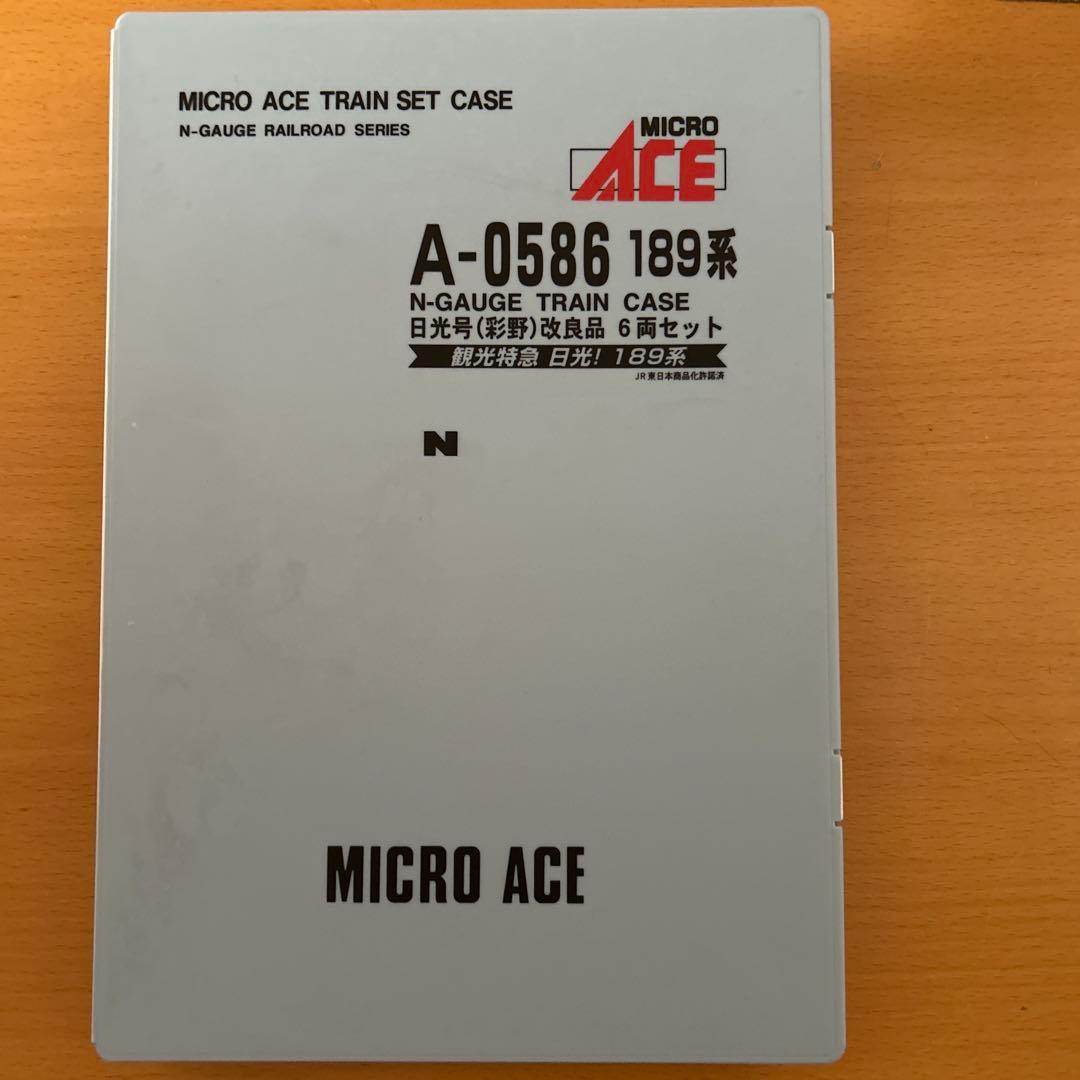 MICRO ACE TRAIN SET CASE
N-GAUGE RAILROAD SERIES
MICRO
ACE
A-0586 189系
N-GAUGE TRAIN CASE
日光号(彩野)改良品 6両セット
観光特急 日光! 189系
JR東日本商品化許諾済
N
MICRO ACE